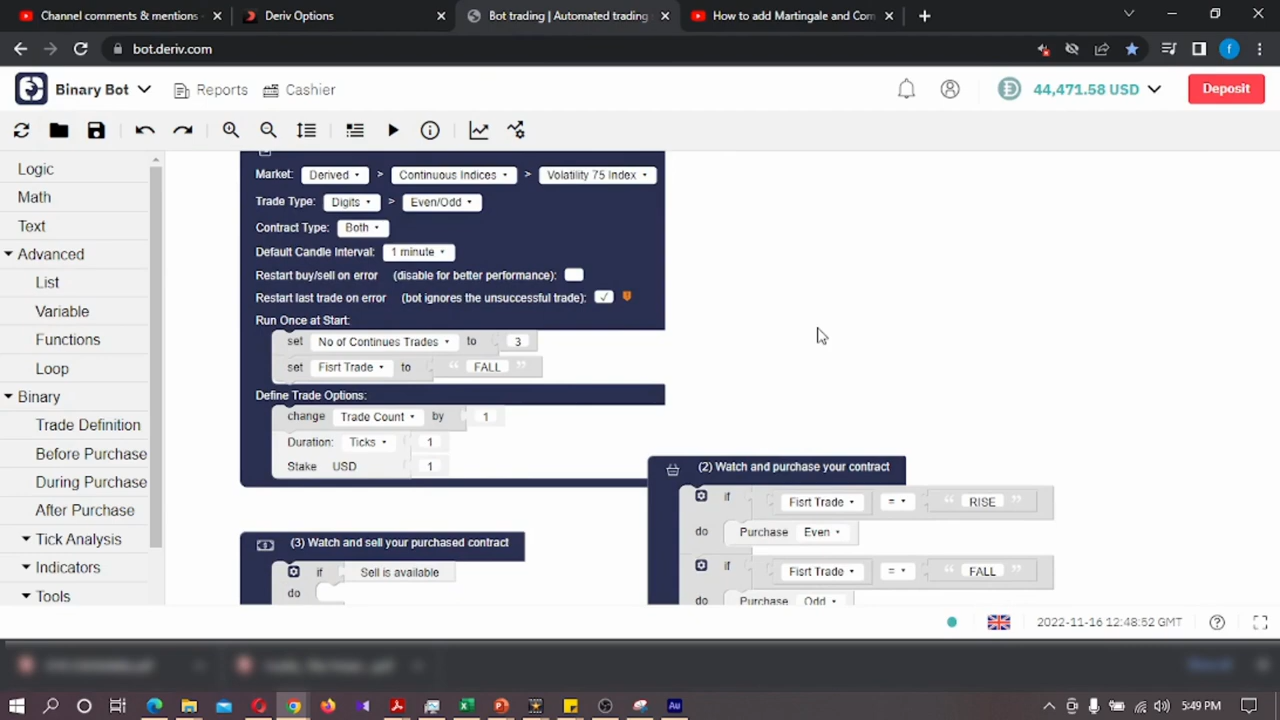 Channel comments & mentions -
Deriv Options
Bot trading | Automated trading
How to add Martingale and Com
bot.deriv.com
f
Binary Bot
Reports
Cashier
44,471.58 USD
Deposit
Logic
Math
Text
Advanced
List
Variable
Functions
Loop
Binary
Trade Definition
Before Purchase
During Purchase
After Purchase
Tick Analysis
Indicators
Tools
Market: Derived > Continuous Indices > Volatility 75 Index
Trade Type: Digits > Even/Odd
Contract Type: Both
Default Candle Interval: 1 minute
Restart buy/sell on error (disable for better performance):
Restart last trade on error (bot ignores the unsuccessful trade):
Run Once at Start:
set No of Continues Trades to 3
set Fisrt Trade to “ FALL ”
Define Trade Options:
change Trade Count by 1
Duration: Ticks 1
Stake USD 1
(2) Watch and purchase your contract
if Fisrt Trade = “ RISE ”
do Purchase Even
if Fisrt Trade = “ FALL ”
do Purchase Odd
(3) Watch and sell your purchased contract
if Sell is available
do
2022-11-16 12:48:52 GMT
5:49 PM